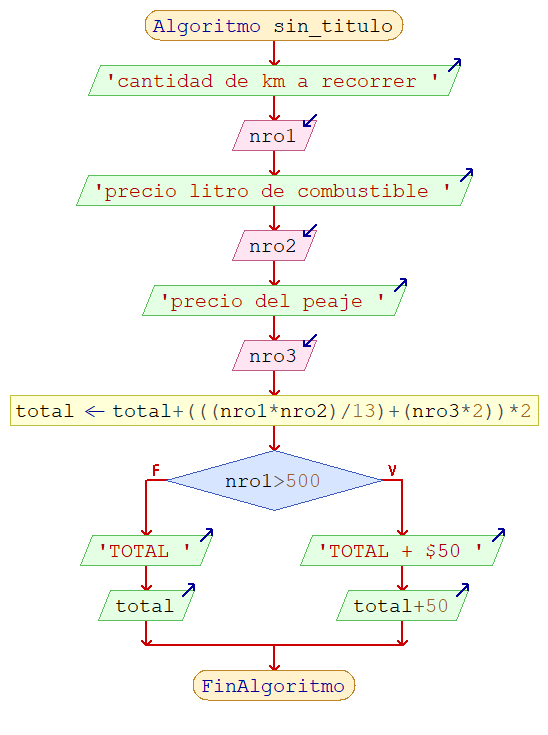 Algoritmo sin_titulo
'cantidad de km a recorrer '
nro1
'precio litro de combustible '
nro2
'precio del peaje '
nro3
total ← total+(((nro1*nro2)/13)+(nro3*2))*2
F
V
nro1>500
'TOTAL '
'TOTAL + $50 '
total
total+50
FinAlgoritmo